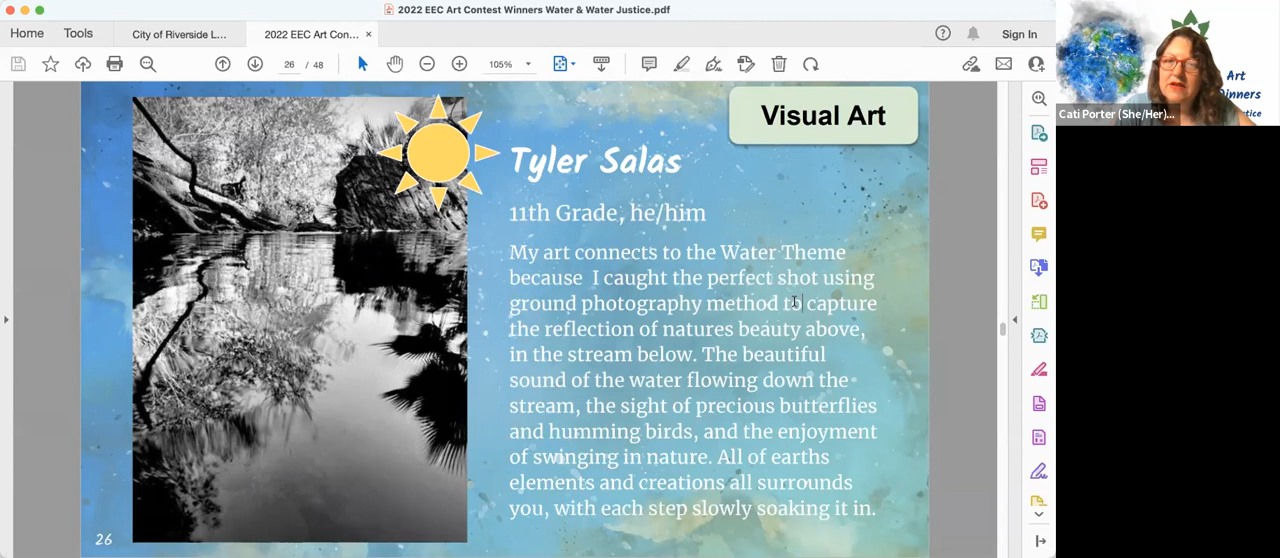 2022 EEC Art Contest Winners Water & Water Justice.pdf
Home
Tools
City of Riverside L...
2022 EEC Art Con...
×
Sign In
26 / 48
105%
Visual Art
Tyler Salas
11th Grade, he/him
My art connects to the Water Theme
because I caught the perfect shot using
ground photography method to capture
the reflection of natures beauty above,
in the stream below. The beautiful
sound of the water flowing down the
stream, the sight of precious butterflies
and humming birds, and the enjoyment
of swinging in nature. All of earths
elements and creations all surrounds
you, with each step slowly soaking it in.
26
Art
Cati Porter (She/Her)...